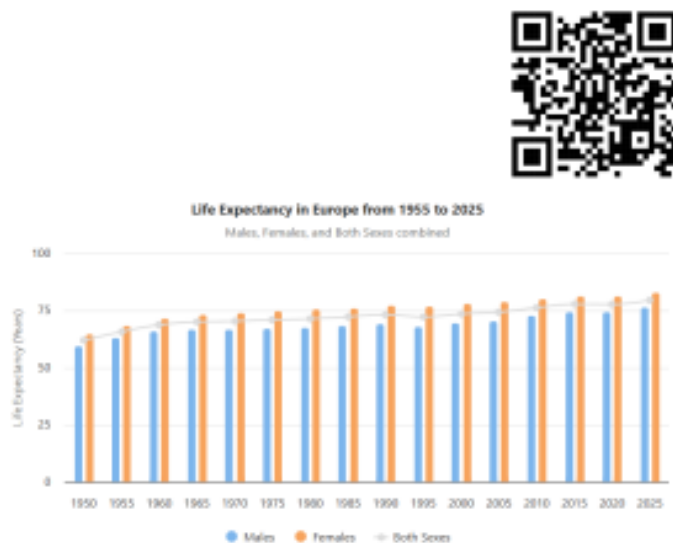 Life Expectancy in Europe from 1955 to 2025
Males, Females, and Both Sexes combined
Life Expectancy (Years)
100
75
50
25
0
1950 1955 1960 1965 1970 1975 1980 1985 1990 1995 2000 2005 2010 2015 2020 2025
Males Females Both Sexes